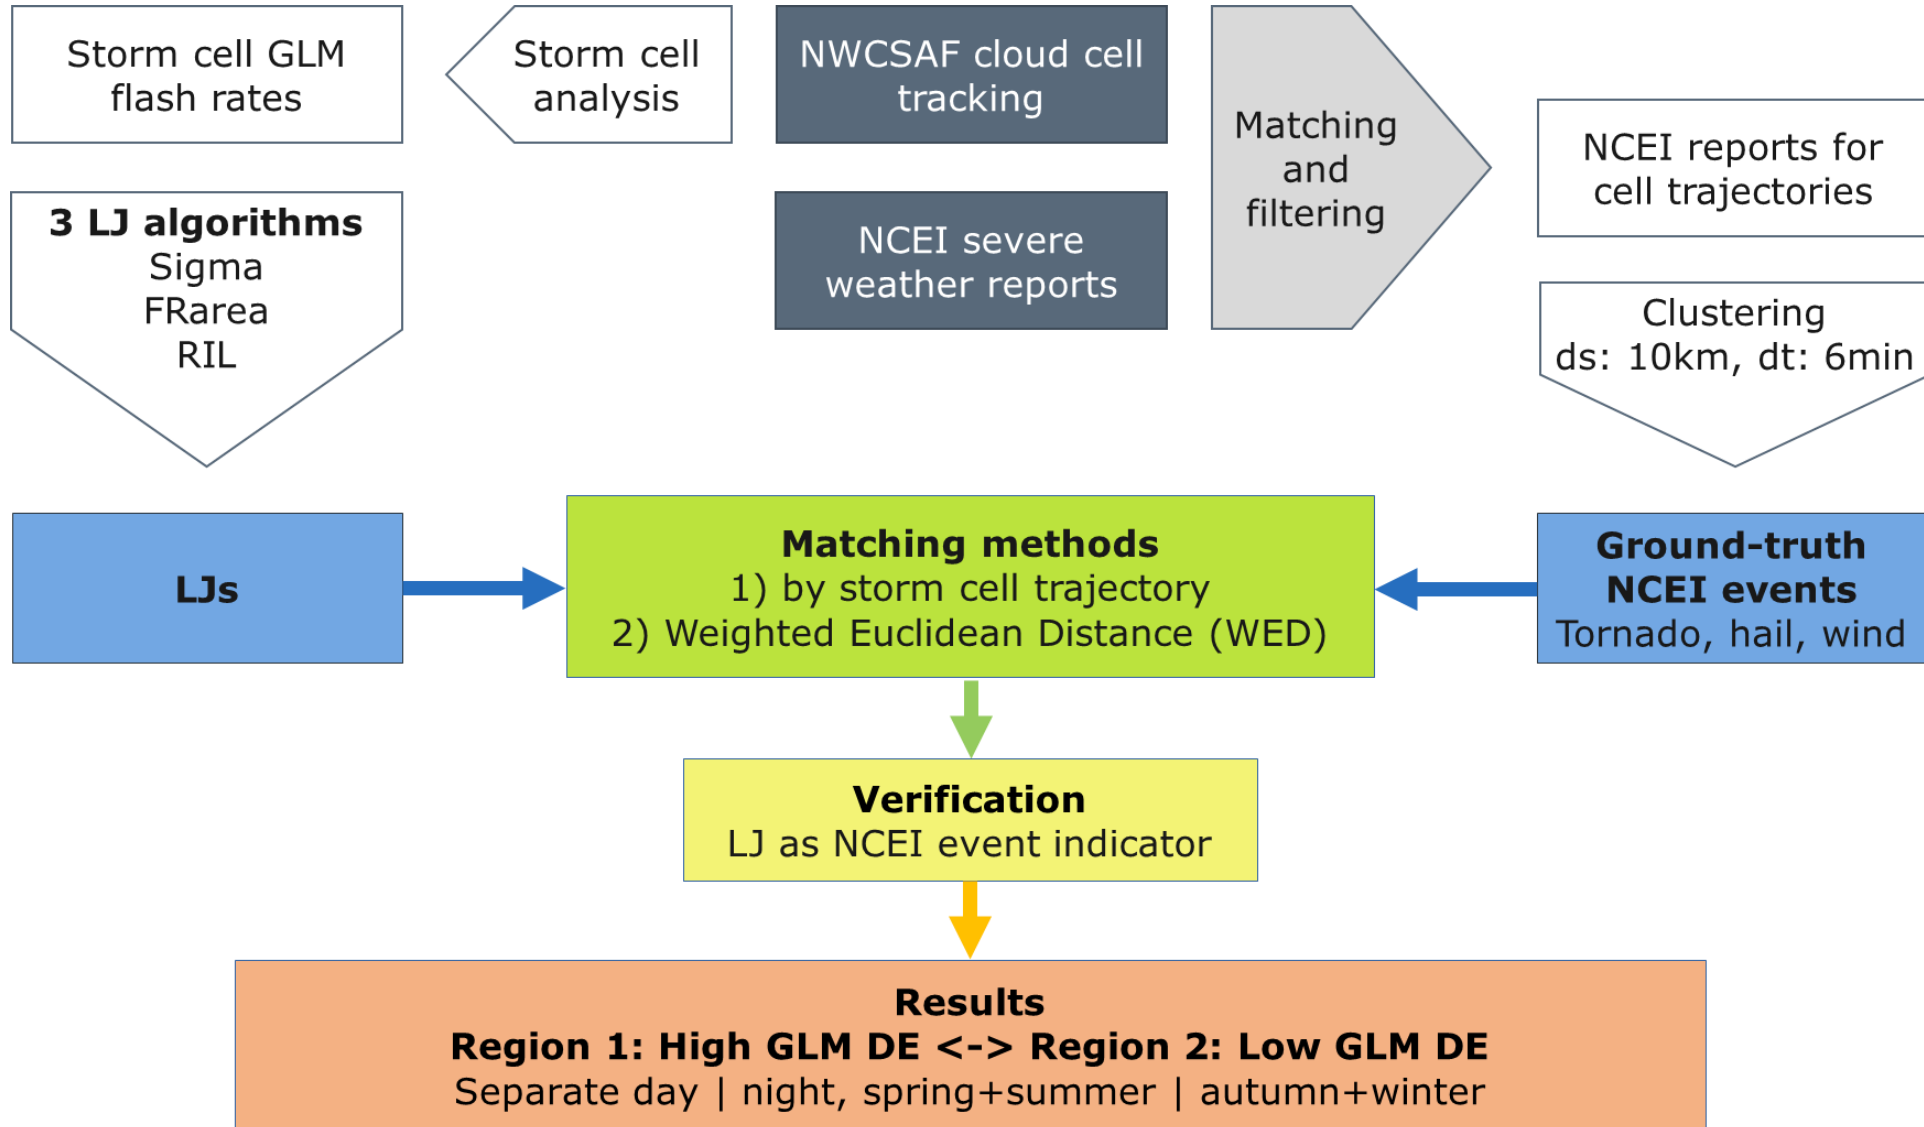 Storm cell GLM
flash rates
Storm cell
analysis
NWCSAF cloud cell
tracking
Matching
and
filtering
NCEI reports for
cell trajectories
3 LJ algorithms
Sigma
FRarea
RIL
NCEI severe
weather reports
Clustering
ds: 10km, dt: 6min
LJs
Matching methods
1) by storm cell trajectory
2) Weighted Euclidean Distance (WED)
Ground-truth
NCEI events
Tornado, hail, wind
Verification
LJ as NCEI event indicator
Results
Region 1: High GLM DE <-> Region 2: Low GLM DE
Separate day | night, spring+summer | autumn+winter